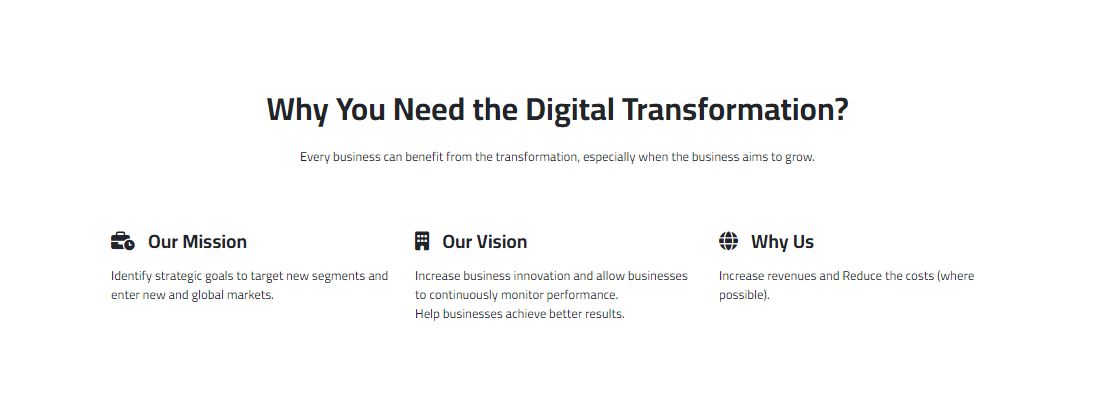 Why You Need the Digital Transformation?
Every business can benefit from the transformation, especially when the business aims to grow.
Our Mission
Identify strategic goals to target new segments and
enter new and global markets.
Our Vision
Increase business innovation and allow businesses
to continuously monitor performance.
Help businesses achieve better results.
Why Us
Increase revenues and Reduce the costs (where
possible).